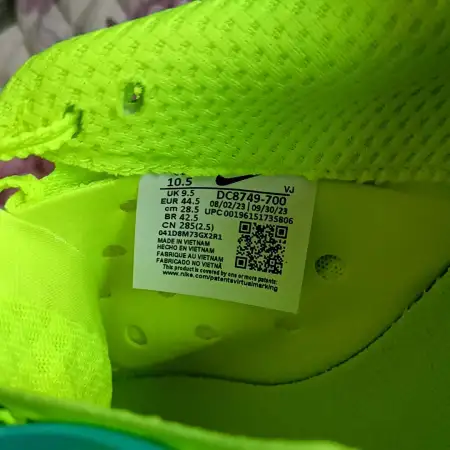 US
10.5
UK 9.5
EUR 44.5
cm 28.5
BR 42.5
CN 285(2.5)
VJ
DC8749-700
08/02/23 | 09/30/23
UPC 00196151735806
041D8M73GX2R1
MADE IN VIETNAM
HECHO EN VIETNAM
FABRIQUE AU VIETNAM
FABRICADO NO VIETNÃ
This product is covered by one or more patents:
www.nike.com/patentsvirtualmarking